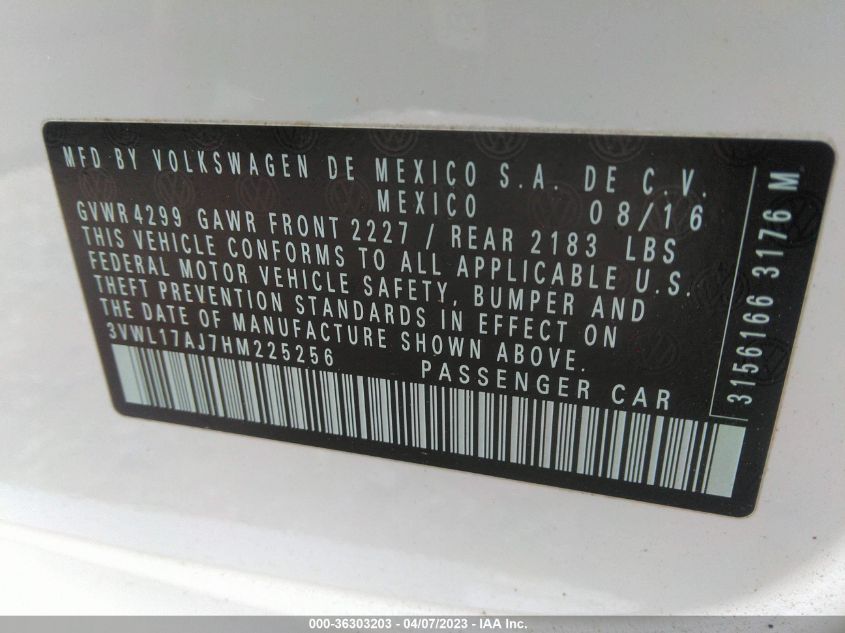 MFD BY VOLKSWAGEN DE MEXICO S.A. DE C.V.
MEXICO 08/16
GVWR4299 GAWR FRONT 2227 / REAR 2183 LBS
THIS VEHICLE CONFORMS TO ALL APPLICABLE U.S.
FEDERAL MOTOR VEHICLE SAFETY, BUMPER AND
THEFT PREVENTION STANDARDS IN EFFECT ON
THE DATE OF MANUFACTURE SHOWN ABOVE.
3VWL17AJ7HM225256 PASSENGER CAR
3156166 3176 M
000-36303203 - 04/07/2023 - IAA Inc.